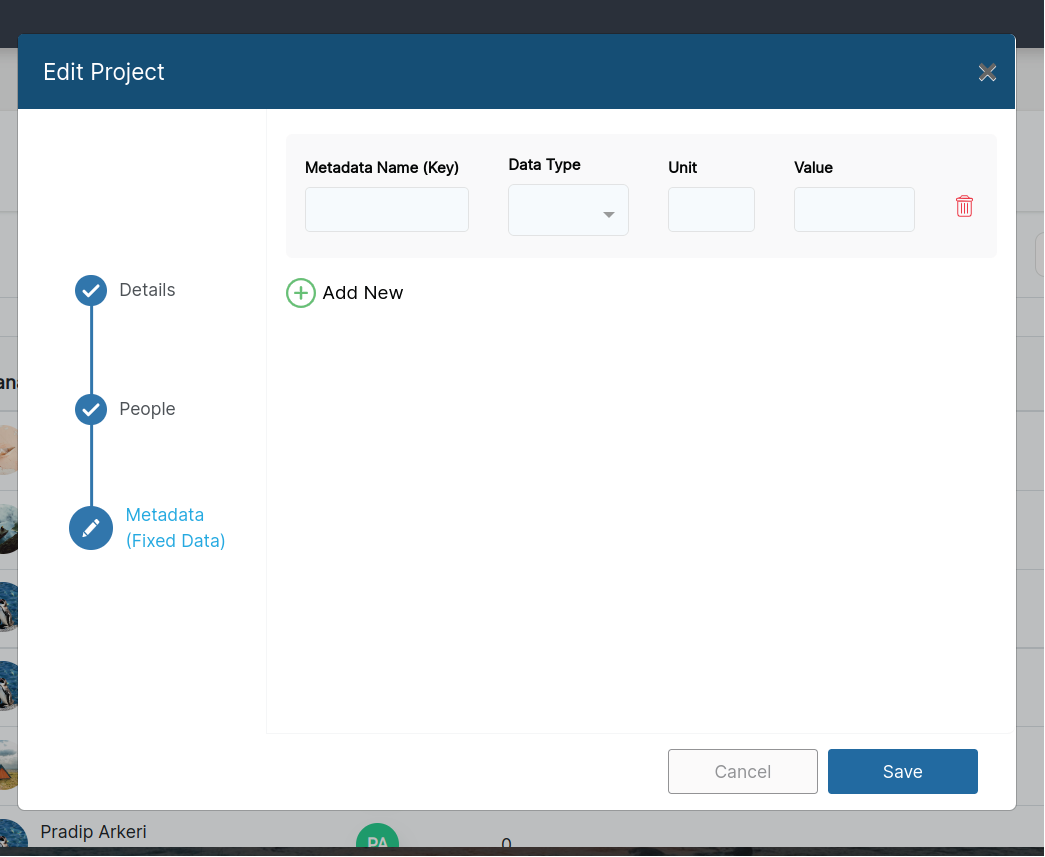 Edit Project
Metadata Name (Key)
Data Type
Unit
Value
Add New
Details
People
Metadata
(Fixed Data)
Cancel
Save
Pradip Arkeri
PA
0